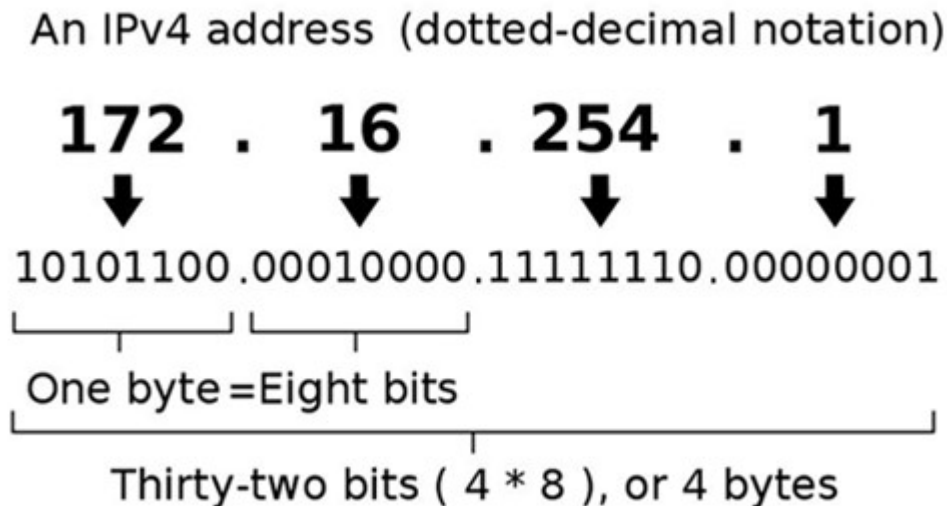 An IPv4 address (dotted-decimal notation)
172 . 16 . 254 . 1
10101100.00010000.11111110.00000001
One byte=Eight bits
Thirty-two bits ( 4 * 8 ), or 4 bytes